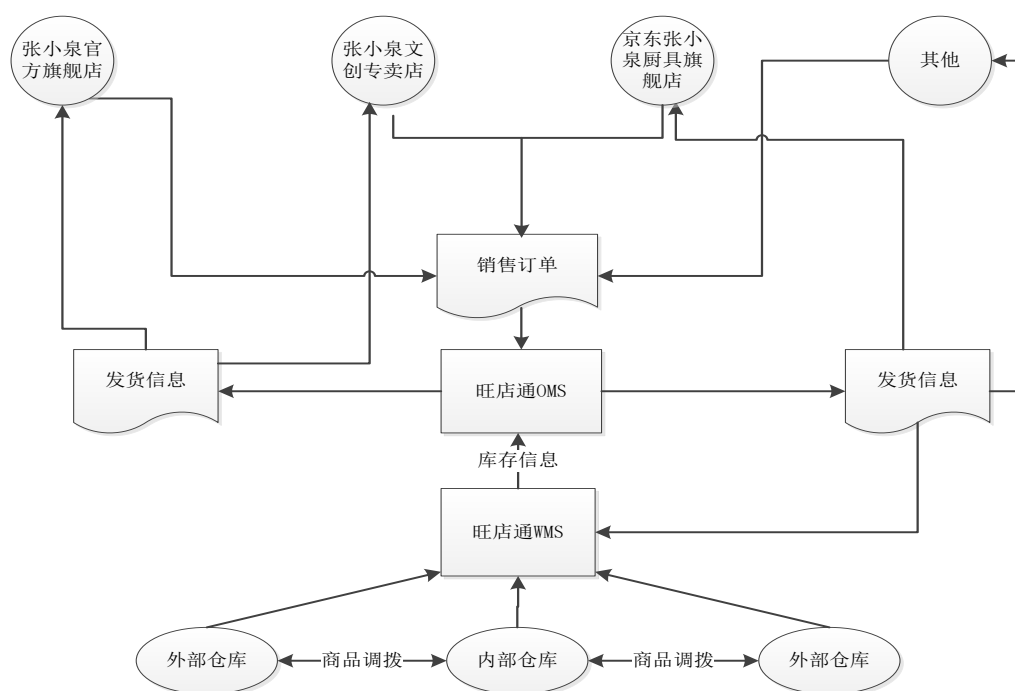 张小泉官
方旗舰店
张小泉文
创专卖店
京东张小
泉厨具旗
舰店
其他
销售订单
发货信息
旺店通OMS
发货信息
库存信息
旺店通WMS
外部仓库
商品调拨
内部仓库
商品调拨
外部仓库